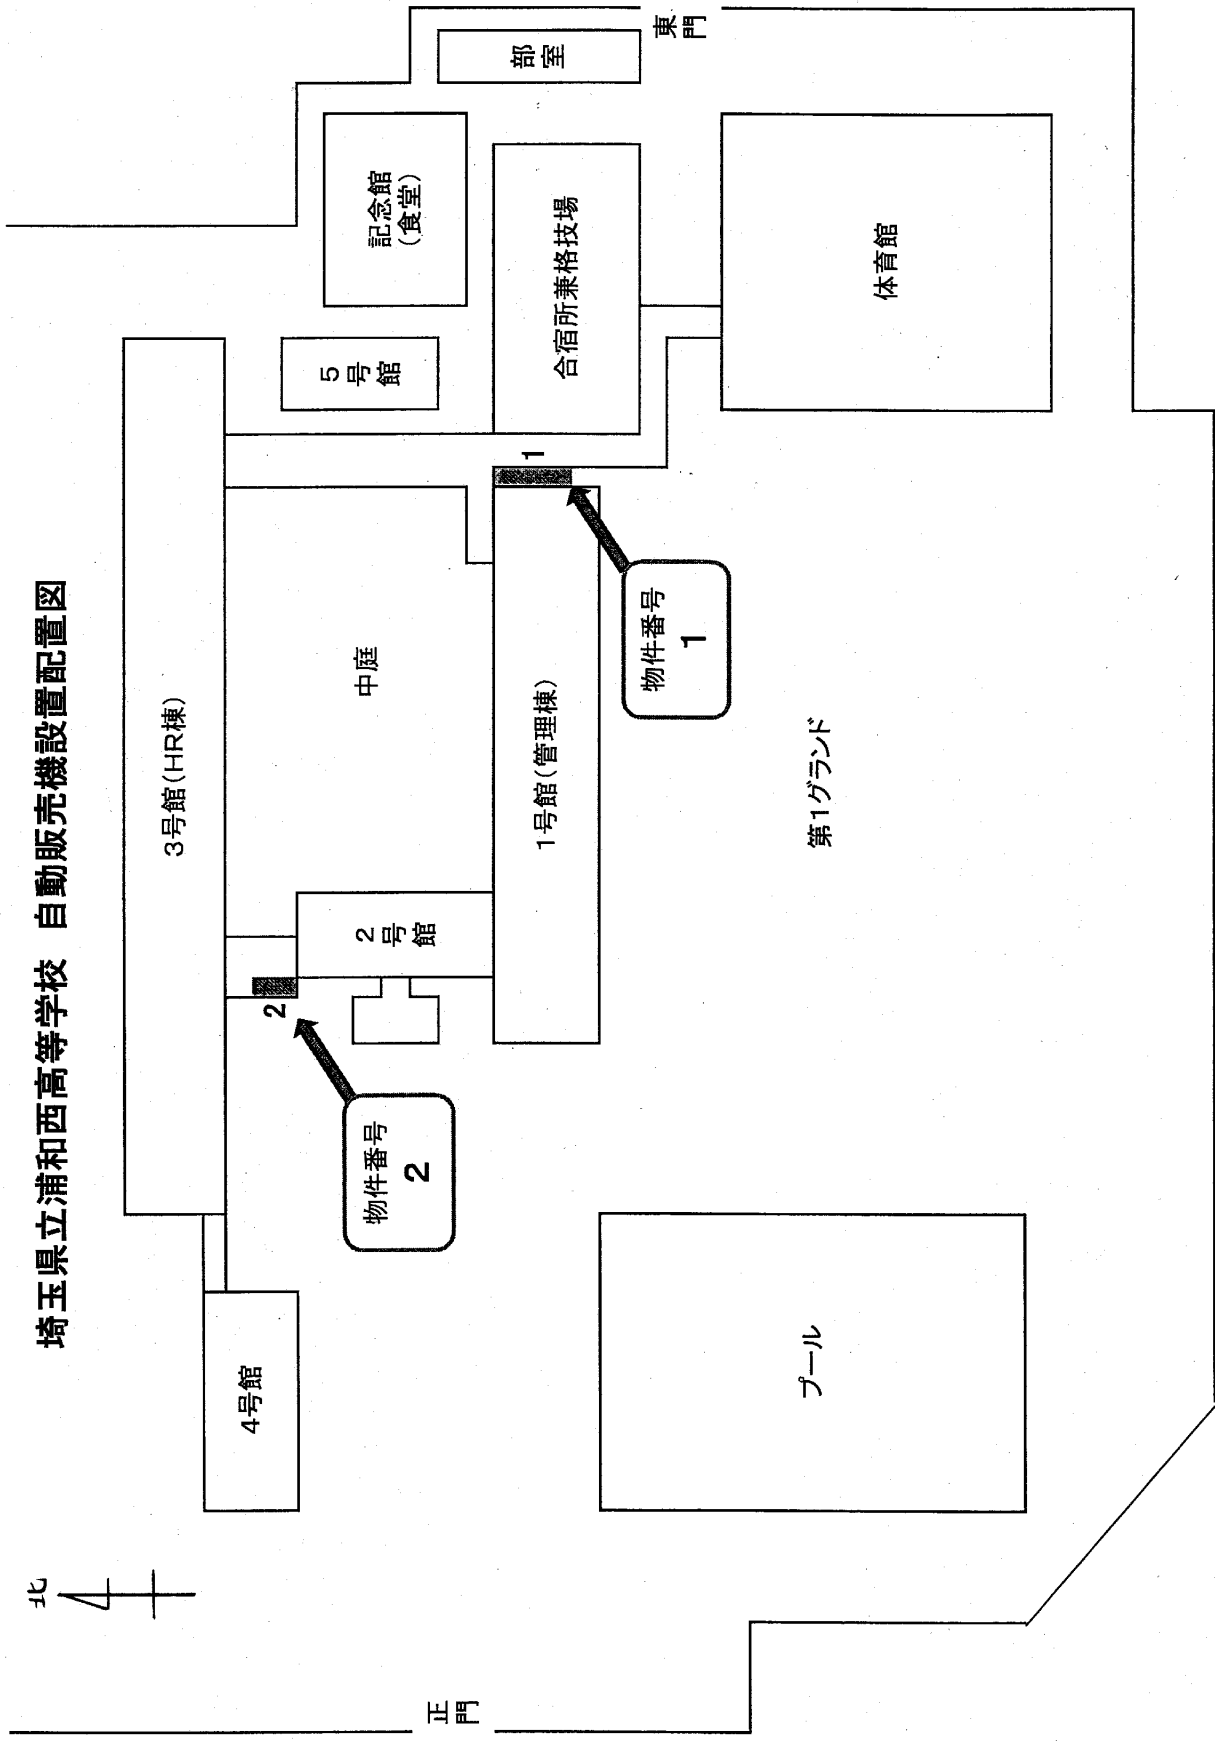 埼玉県立浦和西高等学校 自動販売機設置配置図
北
3号館(HR棟)
4号館
5号館
記念館
(食堂)
部室
東門
中庭
2号館
2
物件番号
2
1号館(管理棟)
1
物件番号
1
合宿所兼格技場
体育館
第1グランド
プール
正門